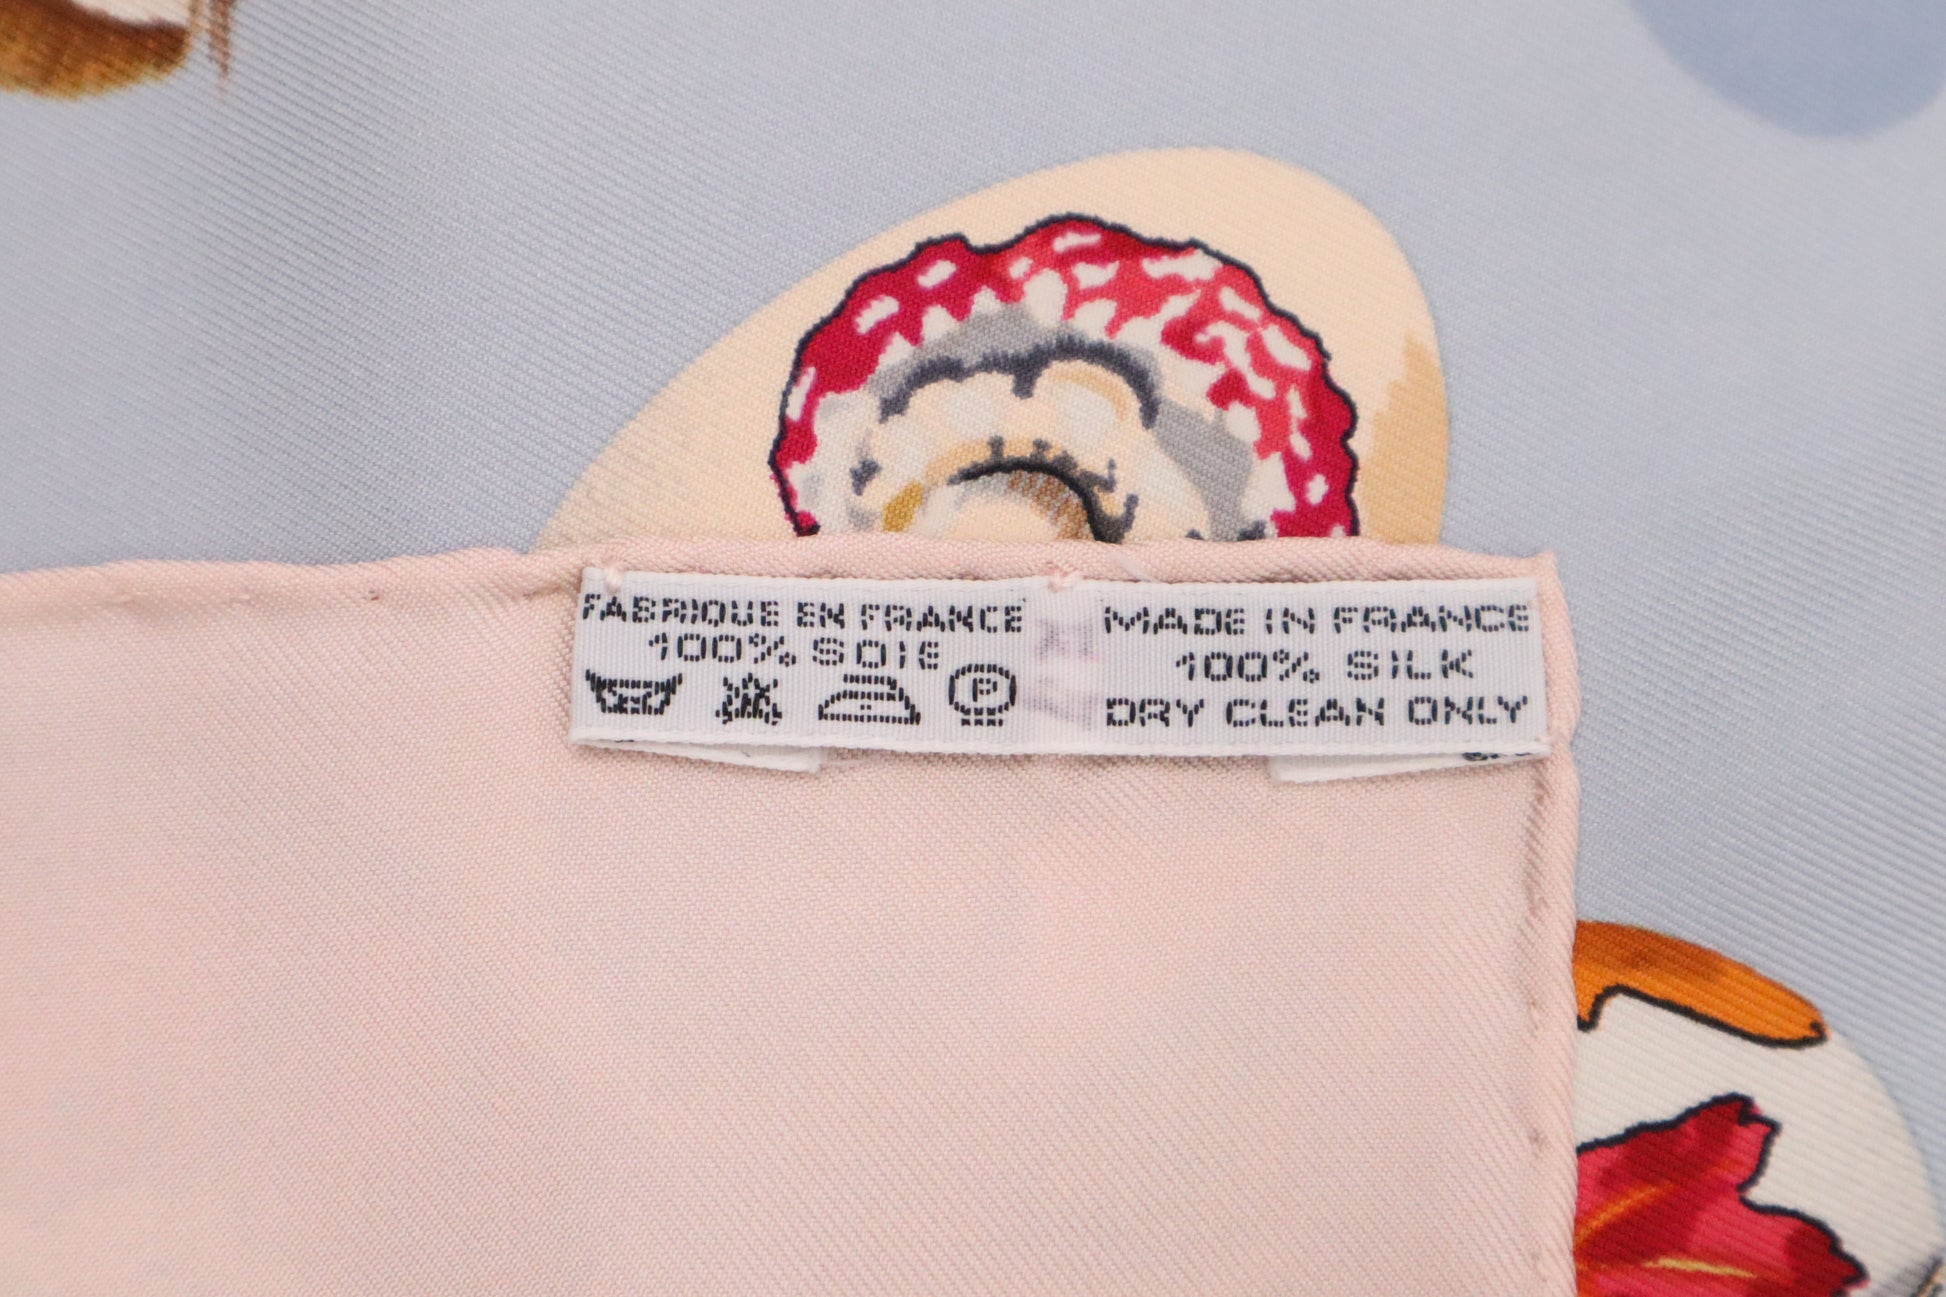 FABRIQUE EN FRANCE
100% SOIE
P
MADE IN FRANCE
100% SILK
DRY CLEAN ONLY